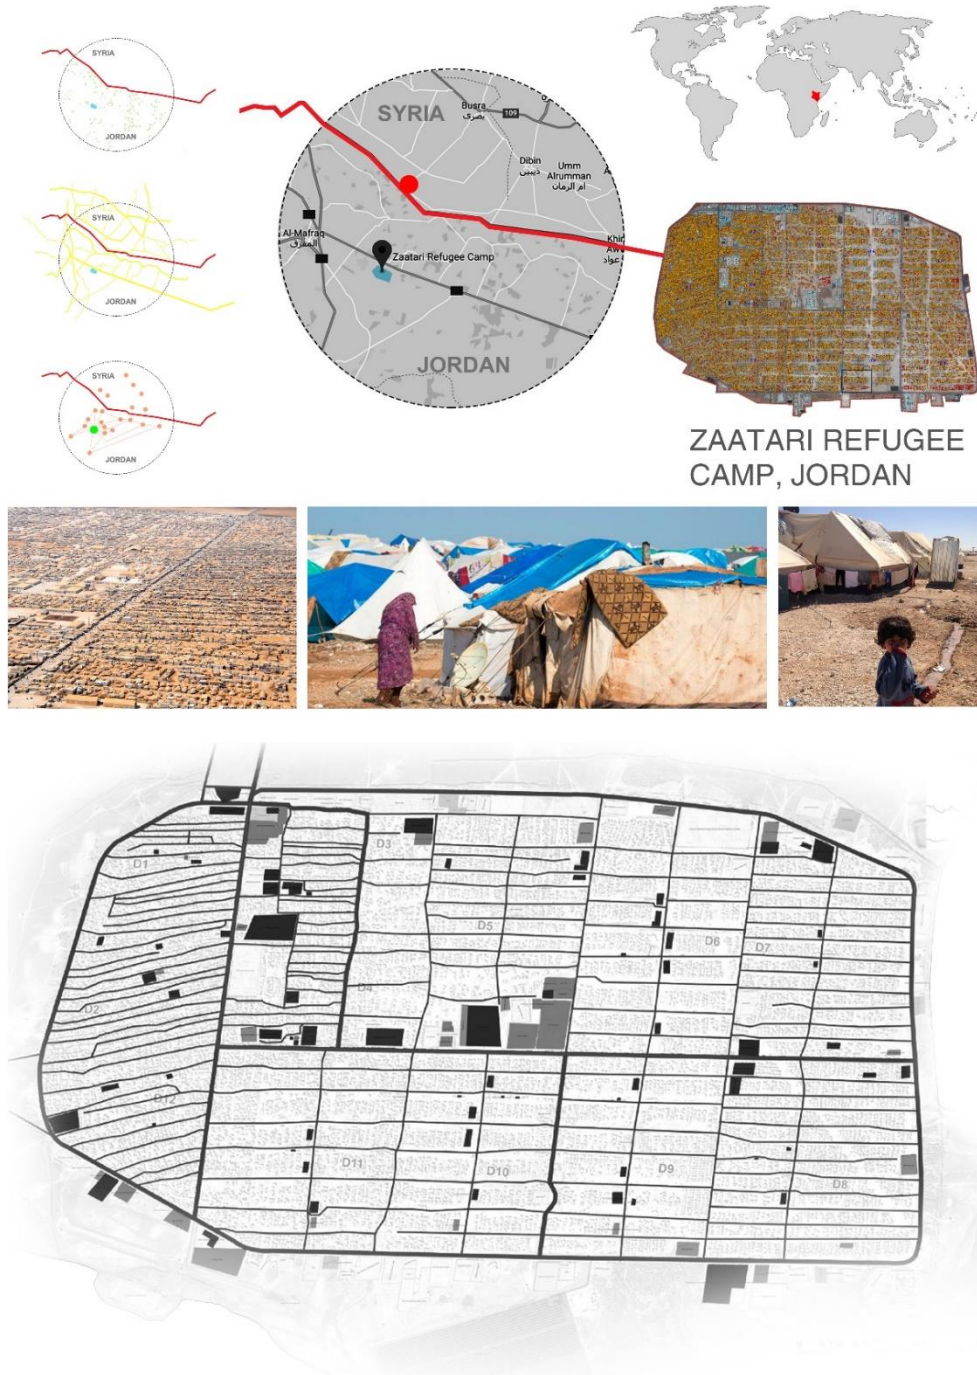 SYRIA
JORDAN
SYRIA
JORDAN
SYRIA
JORDAN
SYRIA
Busra
بصرى
109
Dibin
ديبين
Umm
Alrumman
ام الرمان
A
Al-Mafraq
المفرق
Khir
عواد
Zaatari Refugee Camp
JORDAN
ZAATARI REFUGEE
CAMP, JORDAN
D1
D3
D5
D6
D7
D4
D2
D12
D11
D10
D9
D8